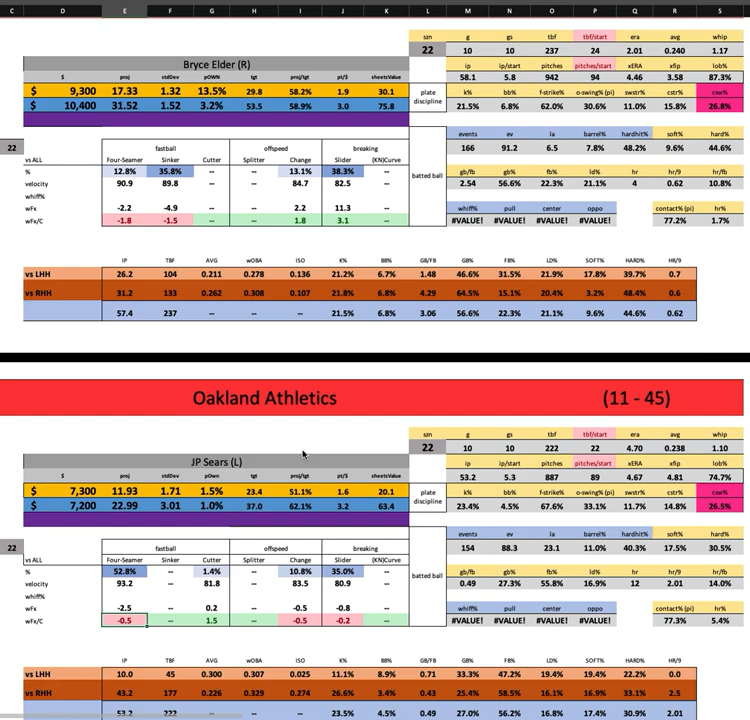 C D E F G H I J K L M N O P Q R S
szn g gs tbf tbf/start era avg whip
22 10 10 237 24 2.01 0.240 1.17
Bryce Elder (R) ip ip/start pitches pitches/start xERA xfip lob%
58.1 5.8 942 94 4.46 3.58 87.3%
$ proj stdDev pOWN tgt proj/tgt pt/$ sheetsValue
$ 9,300 17.33 1.32 13.5% 29.8 58.2% 1.9 30.1 plate discipline k% bb% f-strike% o-swing% (pi) swstr% cstr% csw%
$ 10,400 31.52 1.52 3.2% 53.5 58.9% 3.0 75.8 21.5% 6.8% 62.0% 30.6% 11.0% 15.8% 26.8%
events ev la barrel% hardhit% soft% hard%
22 fastball offspeed breaking 166 91.2 6.5 7.8% 48.2% 9.6% 44.6%
vs ALL Four-Seamer Sinker Cutter Splitter Change Slider (KN)Curve
% 12.8% 35.8% -- -- 13.1% 38.3% -- batted ball gb/fb gb% fb% ld% hr hr/9 hr/fb
velocity 90.9 89.8 -- -- 84.7 82.5 -- 2.54 56.6% 22.3% 21.1% 4 0.62 10.8%
whiff%
wFx -2.2 -4.9 -- -- 2.2 11.3 -- whiff% pull center oppo contact% (pi) hr%
wFx/C -1.8 -1.5 -- -- 1.8 3.1 -- #VALUE! #VALUE! #VALUE! #VALUE! 77.2% 1.7%
IP TBF AVG wOBA ISO K% BB% GB/FB GB% FB% LD% SOFT% HARD% HR/9
vs LHH 26.2 104 0.211 0.278 0.136 21.2% 6.7% 1.48 46.6% 31.5% 21.9% 17.8% 39.7% 0.7
vs RHH 31.2 133 0.262 0.308 0.107 21.8% 6.8% 4.29 64.5% 15.1% 20.4% 3.2% 48.4% 0.6
57.4 237 -- -- -- 21.5% 6.8% 3.06 56.6% 22.3% 21.1% 9.6% 44.6% 0.62
Oakland Athletics (11 - 45)
szn g gs tbf tbf/start era avg whip
22 10 10 222 22 4.70 0.238 1.10
JP Sears (L) ip ip/start pitches pitches/start xERA xfip lob%
53.2 5.3 887 89 4.67 4.81 74.7%
$ proj stdDev pOwn tgt proj/tgt pt/$ sheetsValue
$ 7,300 11.93 1.71 1.5% 23.4 51.1% 1.6 20.1 plate discipline k% bb% f-strike% o-swing% (pi) swstr% cstr% csw%
$ 7,200 22.99 3.01 1.0% 37.0 62.1% 3.2 63.4 23.4% 4.5% 67.6% 33.1% 11.7% 14.8% 26.5%
events ev la barrel% hardhit% soft% hard%
22 fastball offspeed breaking 154 88.3 23.1 11.0% 40.3% 17.5% 30.5%
vs ALL Four-Seamer Sinker Cutter Splitter Change Slider (KN)Curve
% 52.8% -- 1.4% -- 10.8% 35.0% -- batted ball gb/fb gb% fb% ld% hr hr/9 hr/fb
velocity 93.2 -- 81.8 -- 83.5 80.9 -- 0.49 27.3% 55.8% 16.9% 12 2.01 14.0%
whiff%
wFx -2.5 -- 0.2 -- -0.5 -0.8 -- whiff% pull center oppo contact% (pi) hr%
wFx/C -0.5 -- 1.5 -- -0.5 -0.2 -- #VALUE! #VALUE! #VALUE! #VALUE! 77.3% 5.4%
IP TBF AVG wOBA ISO K% BB% GB/FB GB% FB% LD% SOFT% HARD% HR/9
vs LHH 10.0 45 0.300 0.307 0.025 11.1% 8.9% 0.71 33.3% 47.2% 19.4% 19.4% 22.2% 0.0
vs RHH 43.2 177 0.226 0.329 0.274 26.6% 3.4% 0.43 25.4% 58.5% 16.1% 16.9% 33.1% 2.5
53.2 222 -- -- -- 23.5% 4.5% 0.49 27.0% 56.2% 16.8% 17.4% 30.9% 2.01